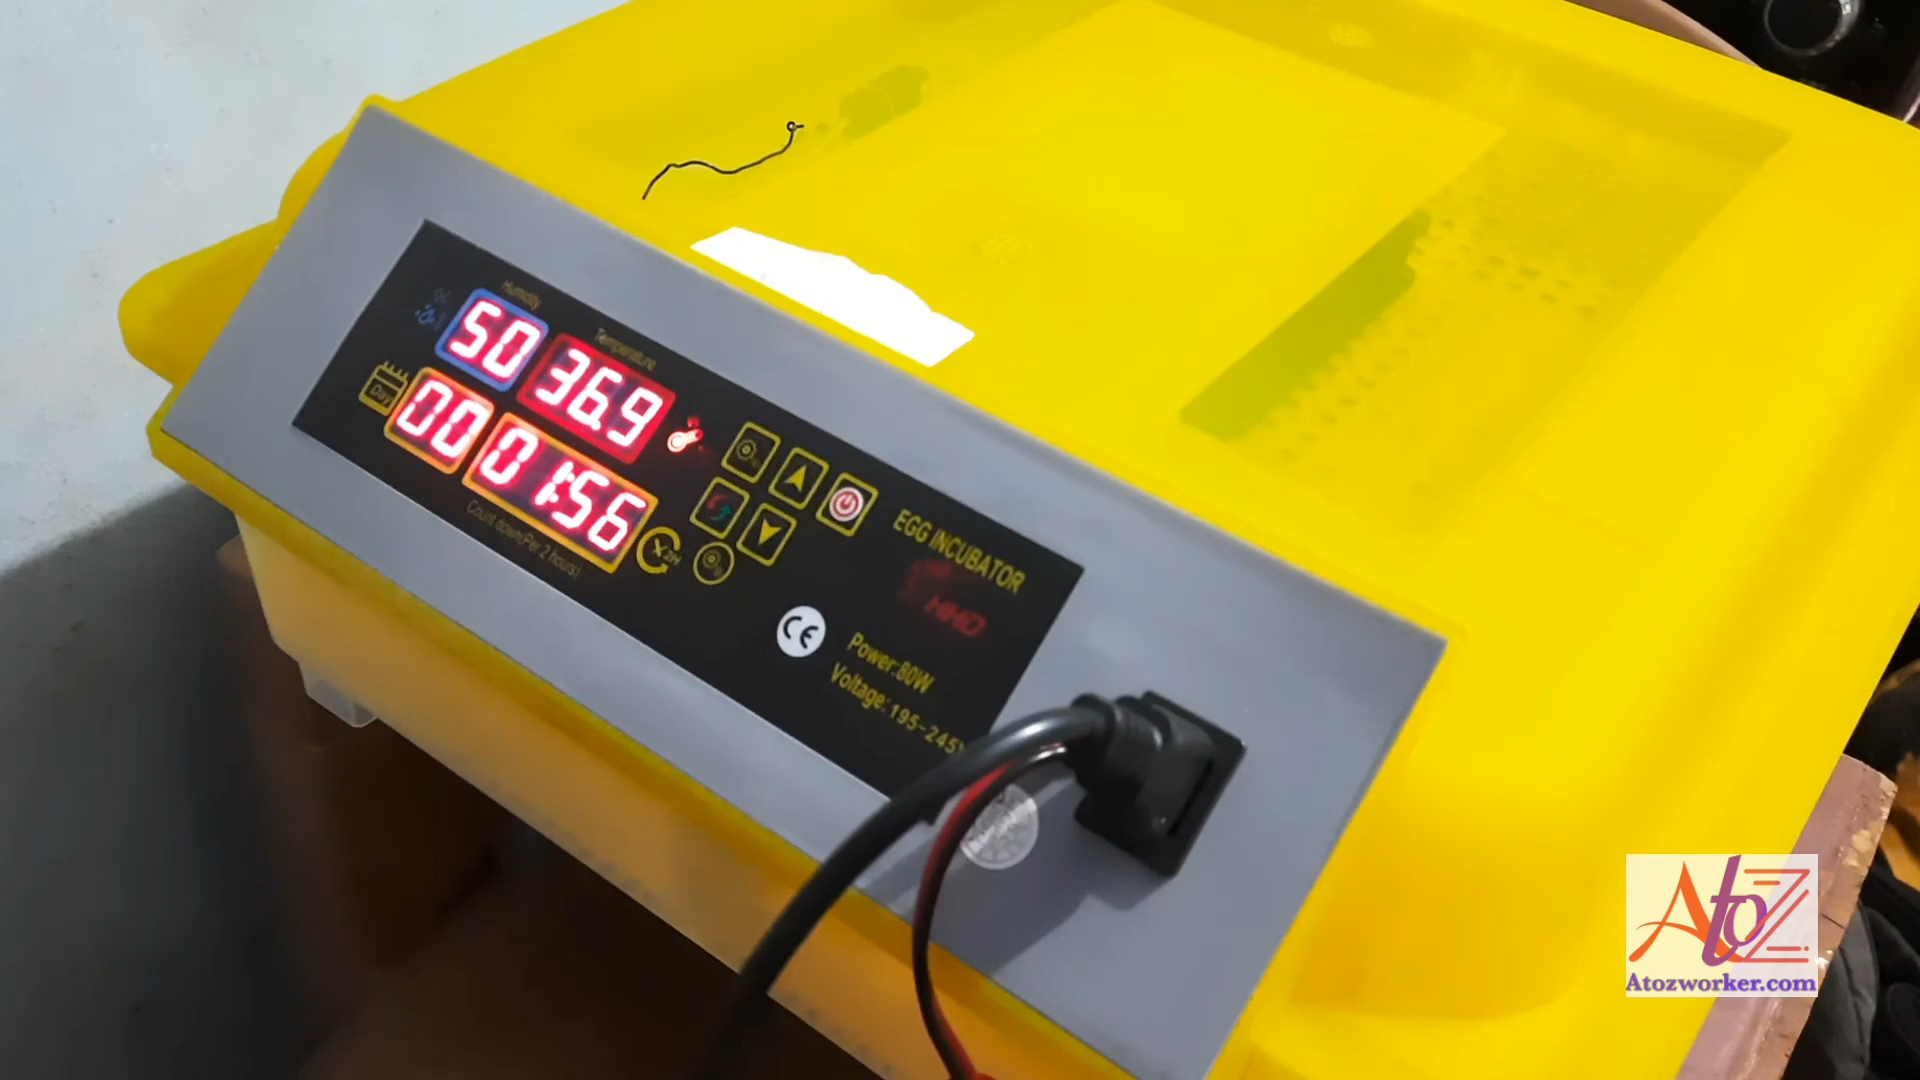 Humidity
Temperature
50
36.9
Day
00
01:56
Count down(Per 2 hours)
2H
EGG INCUBATOR
HHD
CE
Power:80W
Voltage: 195-245V
AtoZ
Atozworker.com